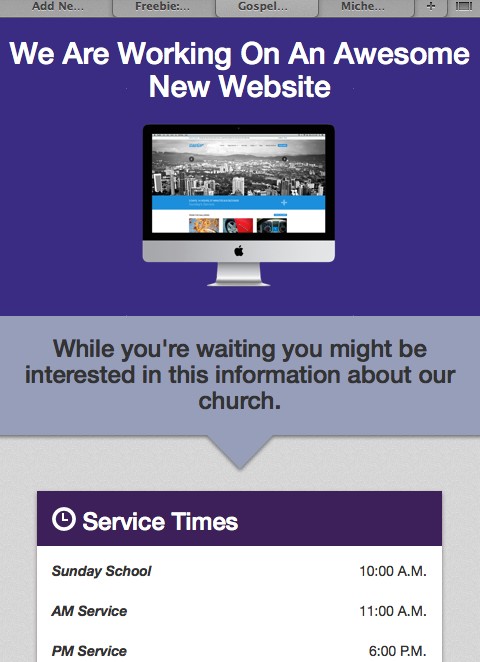 Add Ne...
Freebie:...
Gospel...
Miche...
We Are Working On An Awesome
New Website
While you're waiting you might be
interested in this information about our
church.
Service Times
Sunday School 10:00 A.M.
AM Service 11:00 A.M.
PM Service 6:00 P.M.